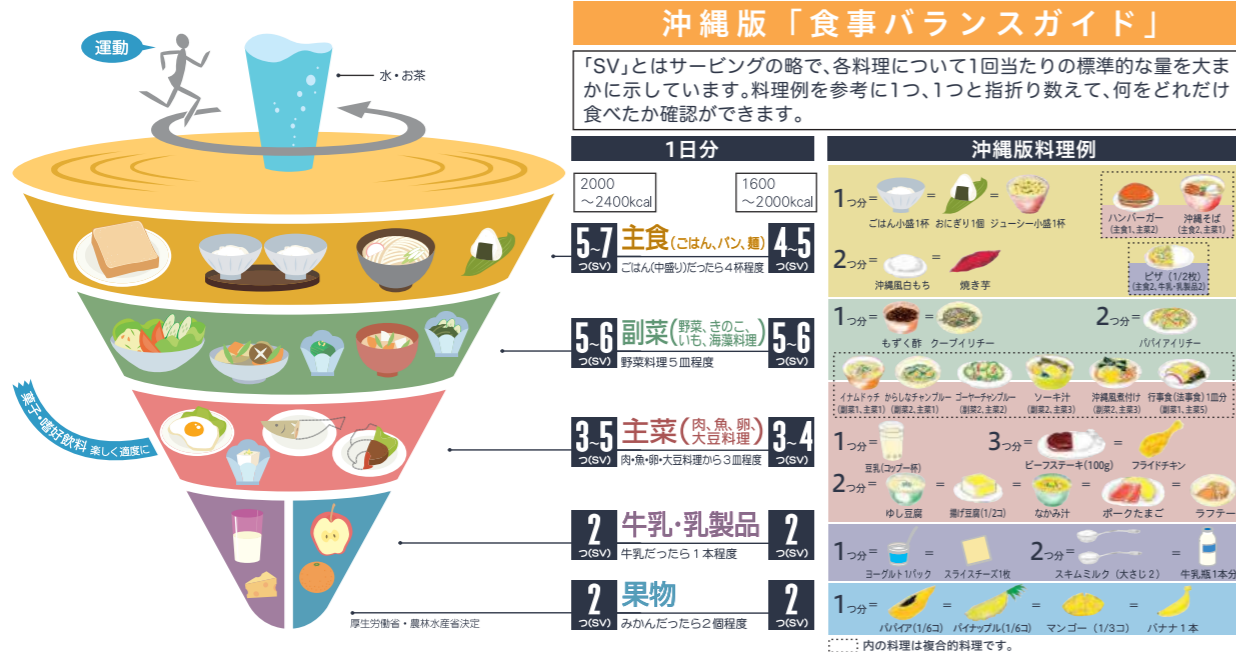 沖縄版「食事バランスガイド」
「SV」とはサービングの略で、各料理について1回当たりの標準的な量を大ま
かに示しています。料理例を参考に1つ、1つと指折り数えて、何をどれだけ
食べたか確認ができます。
運動
水・お茶
菓子・嗜好飲料 楽しく適度に
1日分
2000
～2400kcal
1600
～2000kcal
5~7
つ(SV)
主食(ごはん、パン、麺)
ごはん(中盛り)だったら4杯程度
4~5
つ(SV)
5~6
つ(SV)
副菜(野菜、きのこ、
いも、海藻料理)
野菜料理5皿程度
5~6
つ(SV)
3~5
つ(SV)
主菜(肉、魚、卵、
大豆料理)
肉・魚・卵・大豆料理から3皿程度
3~4
つ(SV)
2
つ(SV)
牛乳・乳製品
牛乳だったら1本程度
2
つ(SV)
2
つ(SV)
果物
みかんだったら2個程度
2
つ(SV)
厚生労働省・農林水産省決定
沖縄版料理例
1つ分= = =
ごはん小盛1杯 おにぎり1個 ジューシー小盛1杯
ハンバーガー
(主食1、主菜2)
沖縄そば
(主食2、主菜1)
2つ分= =
沖縄風白もち 焼き芋
ピザ (1/2枚)
(主食2、牛乳・乳製品2)
1つ分= =
もずく酢 クーブイリチー
2つ分=
パパイアイリチー
イナムドゥチ からしなチャンプルー ゴーヤーチャンプルー ソーキ汁 沖縄風煮付け 行事食(法事食)1皿分
(副菜1、主菜1) (副菜2、主菜1) (副菜2、主菜2) (副菜2、主菜3) (副菜2、主菜3) (副菜1、主菜5)
1つ分=
豆乳(コップ一杯)
3つ分= =
ビーフステーキ(100g) フライドチキン
2つ分= = = = =
ゆし豆腐 揚げ豆腐(1/2コ) なかみ汁 ポークたまご ラフテー
1つ分= =
ヨーグルト1パック スライスチーズ1枚
2つ分= =
スキムミルク (大さじ2) 牛乳瓶1本分
1つ分= = = =
パパイア(1/6コ) パイナップル(1/6コ) マンゴー (1/3コ) バナナ1本
内の料理は複合的料理です。